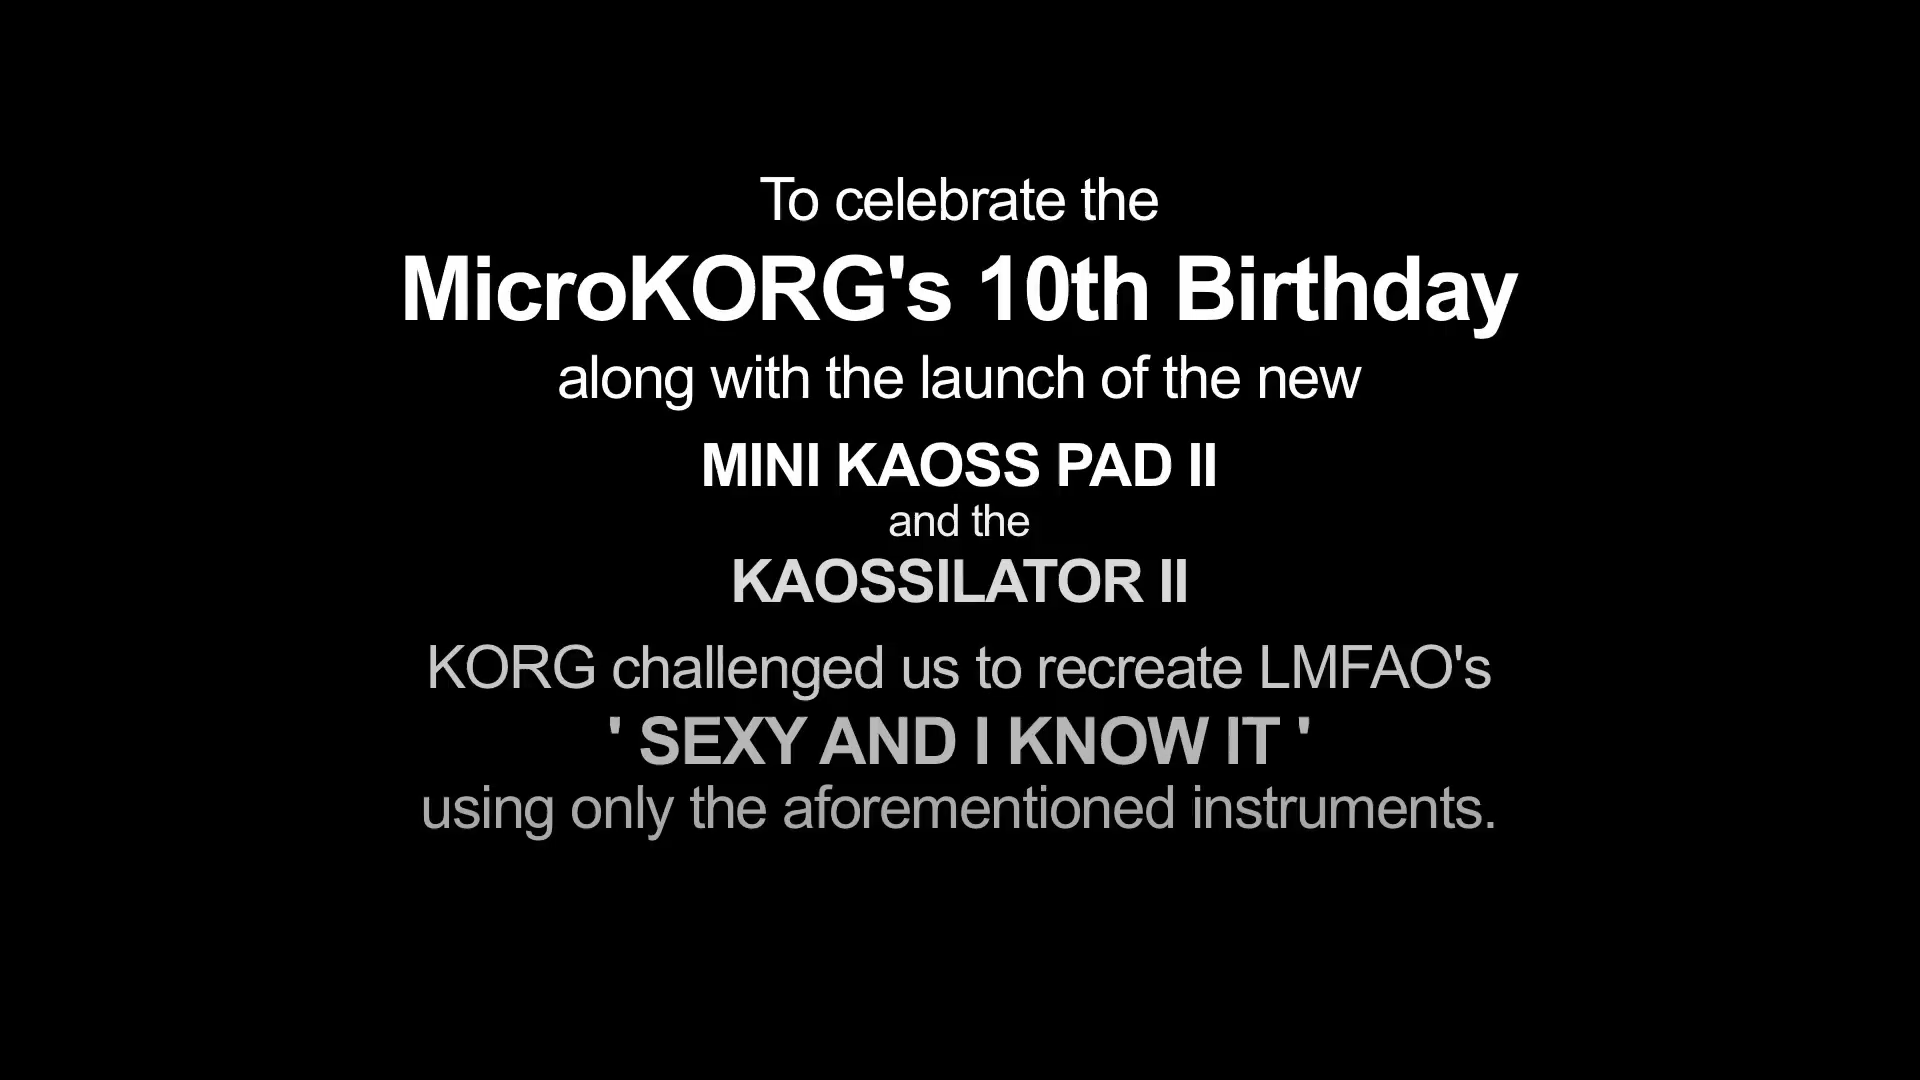 To celebrate the
MicroKORG's 10th Birthday
along with the launch of the new
MINI KAOSS PAD II
and the
KAOSSILATOR II
KORG challenged us to recreate LMFAO's
' SEXY AND I KNOW IT '
using only the aforementioned instruments.